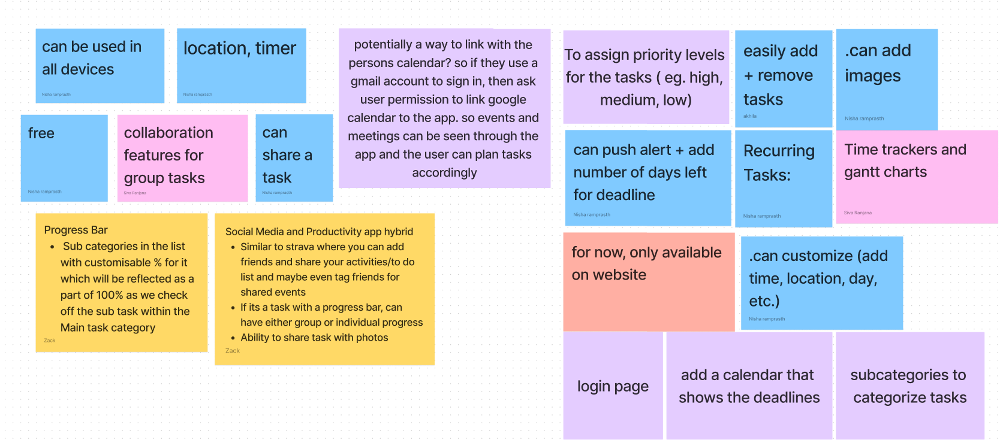 can be used in
all devices
Nisha ramprasth
location, timer
Nisha ramprasth
free
Nisha ramprasth
collaboration
features for
group tasks
Siva Ranjana
can
share a
task
Nisha ramprasth
potentially a way to link with the
persons calendar? so if they use a
gmail account to sign in, then ask
user permission to link google
calendar to the app. so events and
meetings can be seen through the
app and the user can plan tasks
accordingly
Progress Bar
• Sub categories in the list
with customisable % for it
which will be reflected as a
part of 100% as we check
off the sub task within the
Main task category
Zack
Social Media and Productivity app hybrid
• Similar to strava where you can add
friends and share your activities/to do
list and maybe even tag friends for
shared events
• If its a task with a progress bar, can
have either group or individual progress
• Ability to share task with photos
Zack
To assign priority levels
for the tasks ( eg. high,
medium, low)
easily add
+ remove
tasks
akhila
.can add
images
Nisha ramprasth
can push alert + add
number of days left
for deadline
Nisha ramprasth
Recurring
Tasks:
Nisha ramprasth
Time trackers and
gantt charts
Siva Ranjana
for now, only available
on website
.can customize (add
time, location, day,
etc.)
Nisha ramprasth
login page
add a calendar that
shows the deadlines
subcategories to
categorize tasks